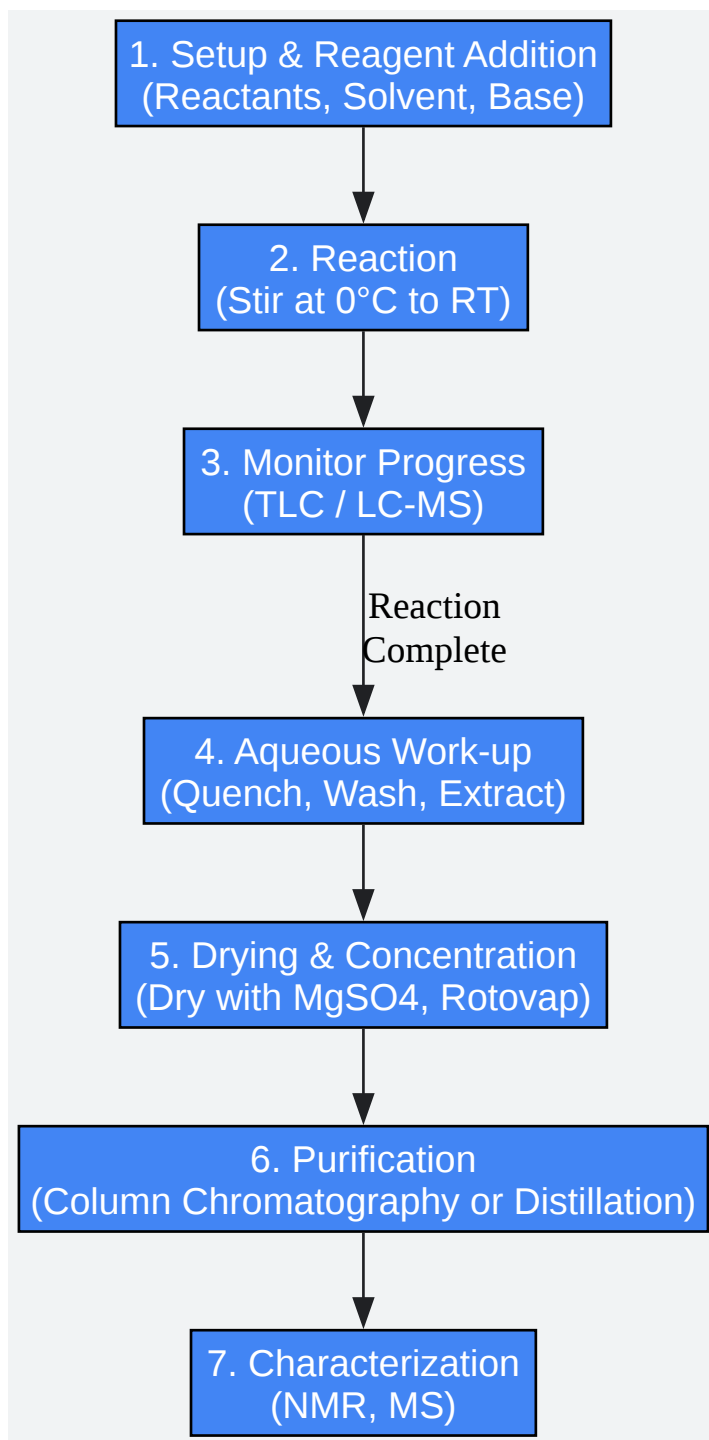 1. Setup & Reagent Addition
(Reactants, Solvent, Base)
2. Reaction
(Stir at 0°C to RT)
3. Monitor Progress
(TLC / LC-MS)
Reaction
Complete
4. Aqueous Work-up
(Quench, Wash, Extract)
5. Drying & Concentration
(Dry with MgSO4, Rotovap)
6. Purification
(Column Chromatography or Distillation)
7. Characterization
(NMR, MS)